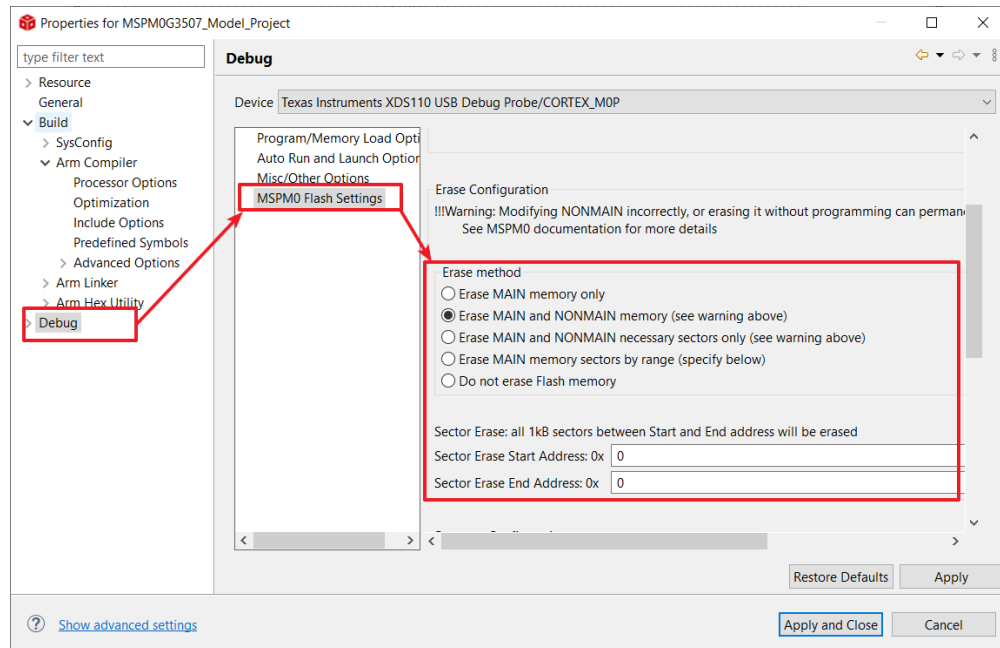 Properties for MSPM0G3507_Model_Project
type filter text
Debug
Resource
General
Build
SysConfig
Arm Compiler
Processor Options
Optimization
Include Options
Predefined Symbols
Advanced Options
Arm Linker
Arm Hex Utility
Debug
Device Texas Instruments XDS110 USB Debug Probe/CORTEX_M0P
Program/Memory Load Opti
Auto Run and Launch Option
Misc/Other Options
MSPM0 Flash Settings
Erase Configuration
!!!Warning: Modifying NONMAIN incorrectly, or erasing it without programming can perman
See MSPM0 documentation for more details
Erase method
Erase MAIN memory only
Erase MAIN and NONMAIN memory (see warning above)
Erase MAIN and NONMAIN necessary sectors only (see warning above)
Erase MAIN memory sectors by range (specify below)
Do not erase Flash memory
Sector Erase: all 1kB sectors between Start and End address will be erased
Sector Erase Start Address: 0x 0
Sector Erase End Address: 0x 0
Restore Defaults Apply
? Show advanced settings
Apply and Close Cancel